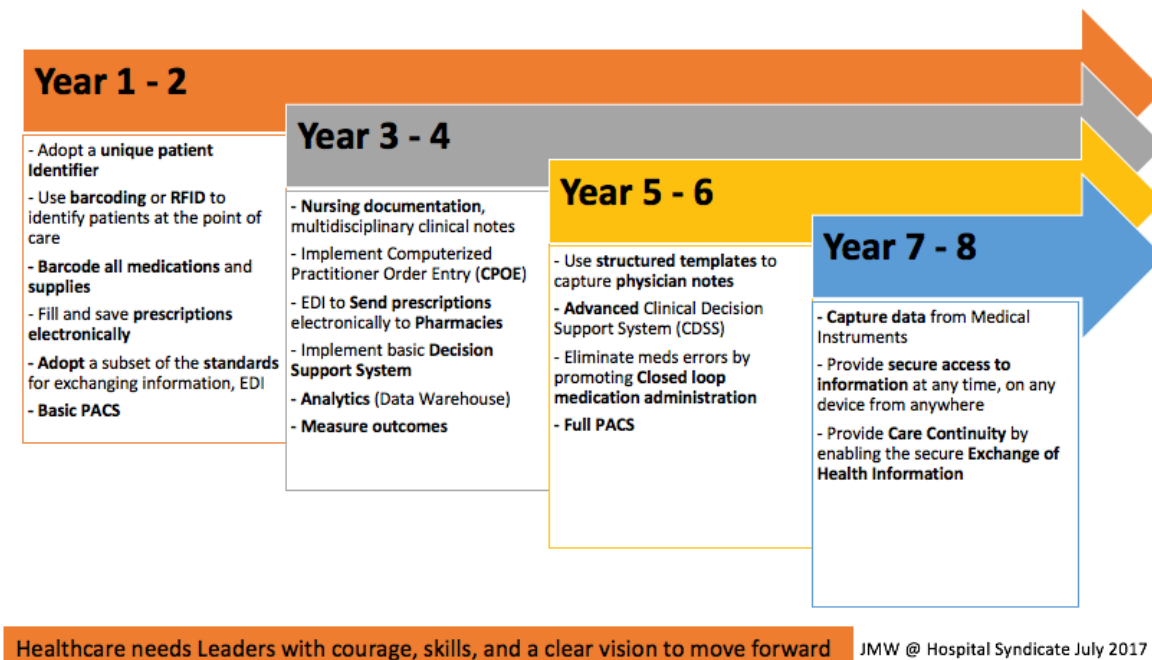 Year 1 - 2
- Adopt a unique patient
Identifier
- Use barcoding or RFID to
identify patients at the point of
care
- Barcode all medications and
supplies
- Fill and save prescriptions
electronically
- Adopt a subset of the standards
for exchanging information, EDI
- Basic PACS
Year 3 - 4
- Nursing documentation,
multidisciplinary clinical notes
- Implement Computerized
Practitioner Order Entry (CPOE)
- EDI to Send prescriptions
electronically to Pharmacies
- Implement basic Decision
Support System
- Analytics (Data Warehouse)
- Measure outcomes
Year 5 - 6
- Use structured templates to
capture physician notes
- Advanced Clinical Decision
Support System (CDSS)
- Eliminate meds errors by
promoting Closed loop
medication administration
- Full PACS
Year 7 - 8
- Capture data from Medical
Instruments
- Provide secure access to
information at any time, on any
device from anywhere
- Provide Care Continuity by
enabling the secure Exchange of
Health Information
Healthcare needs Leaders with courage, skills, and a clear vision to move forward
JMW @ Hospital Syndicate July 2017